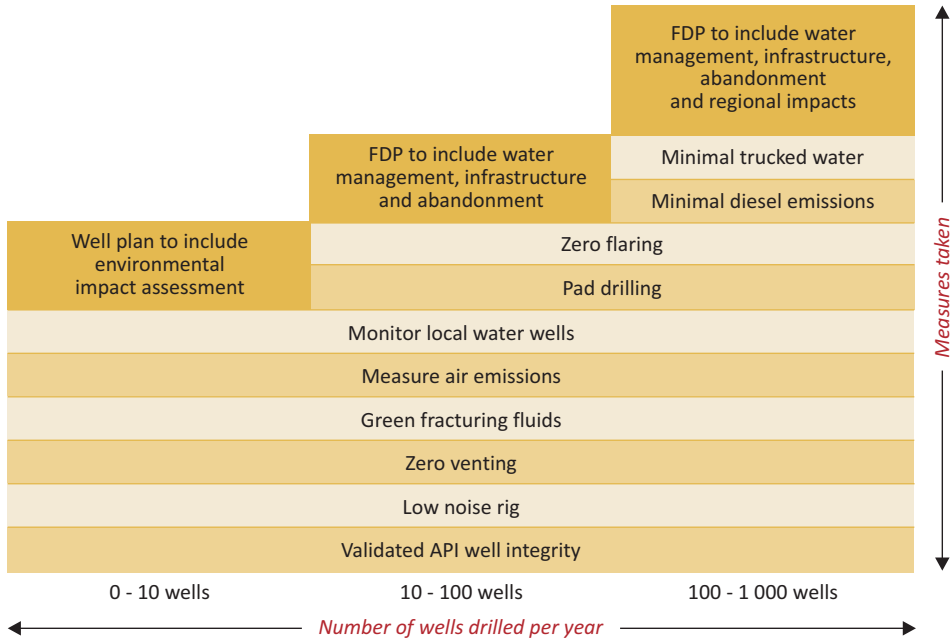 FDP to include water
management, infrastructure,
abandonment
and regional impacts
FDP to include water
management, infrastructure
and abandonment
Minimal trucked water
Minimal diesel emissions
Well plan to include
environmental
impact assessment
Zero flaring
Pad drilling
Monitor local water wells
Measure air emissions
Green fracturing fluids
Zero venting
Low noise rig
Validated API well integrity
0 - 10 wells
10 - 100 wells
100 - 1 000 wells
Number of wells drilled per year
Measures taken